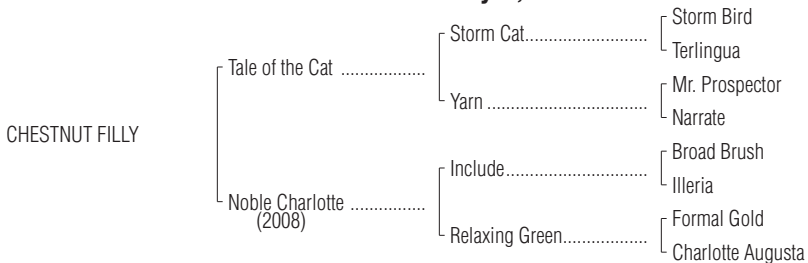 Storm Bird
Storm Cat
Terlingua
Tale of the Cat
Mr. Prospector
Yarn
Narrate
CHESTNUT FILLY
Broad Brush
Include
Illeria
Noble Charlotte
(2008)
Formal Gold
Relaxing Green
Charlotte Augusta